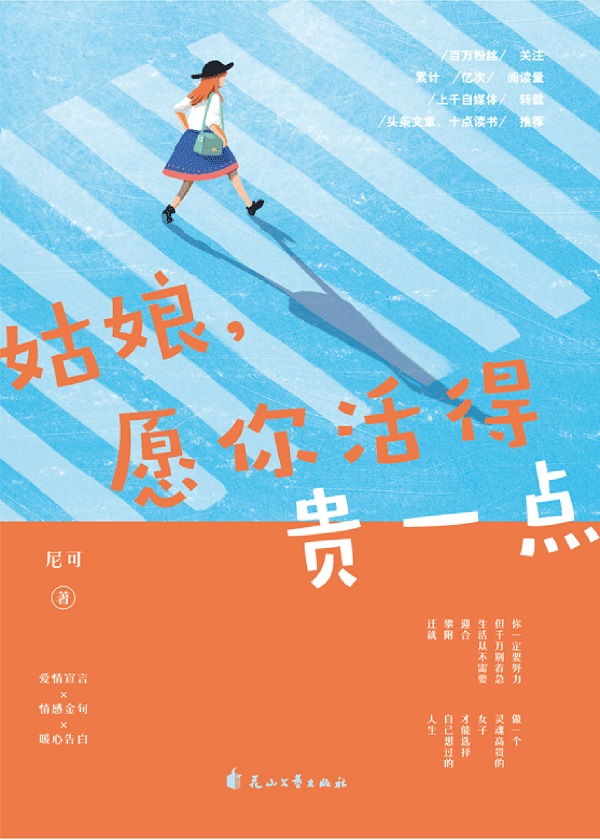 /百万粉丝/ 关注
累计 /亿次/ 阅读量
/上千自媒体/ 转载
/头条文章、十点读书/ 推荐
姑娘，
愿你活得
贵一点
尼可
著
爱情宣言
×
情感金句
×
暖心告白
你一定要努力
但千万别着急
生活从不需要
迎合
攀附
迁就
做一个
灵魂高贵的
女子
才能选择
自己想过的
人生
花山文艺出版社